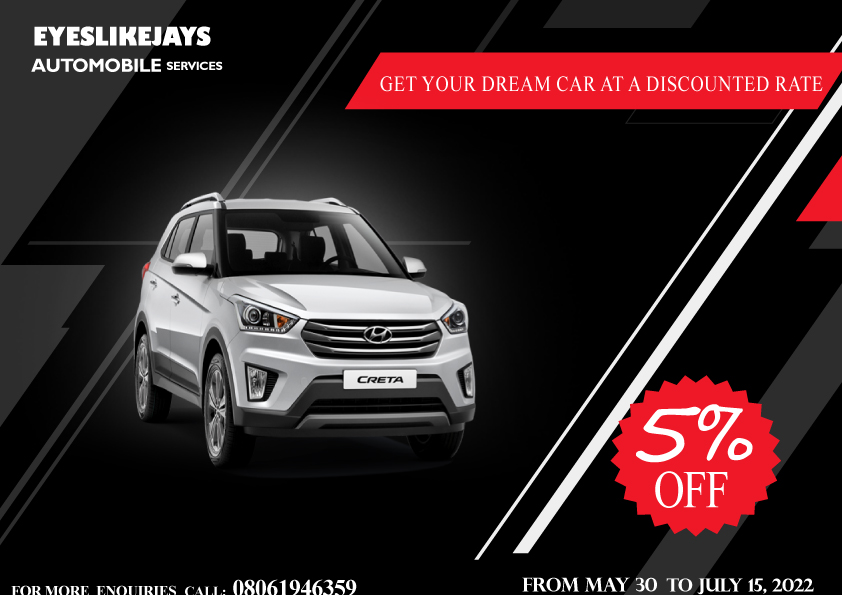 EYESLIKEJAYS
AUTOMOBILE SERVICES
GET YOUR DREAM CAR AT A DISCOUNTED RATE
CRETA
5%
OFF
FOR MORE ENQUIRIES CALL: 08061946359
FROM MAY 30 TO JULY 15, 2022